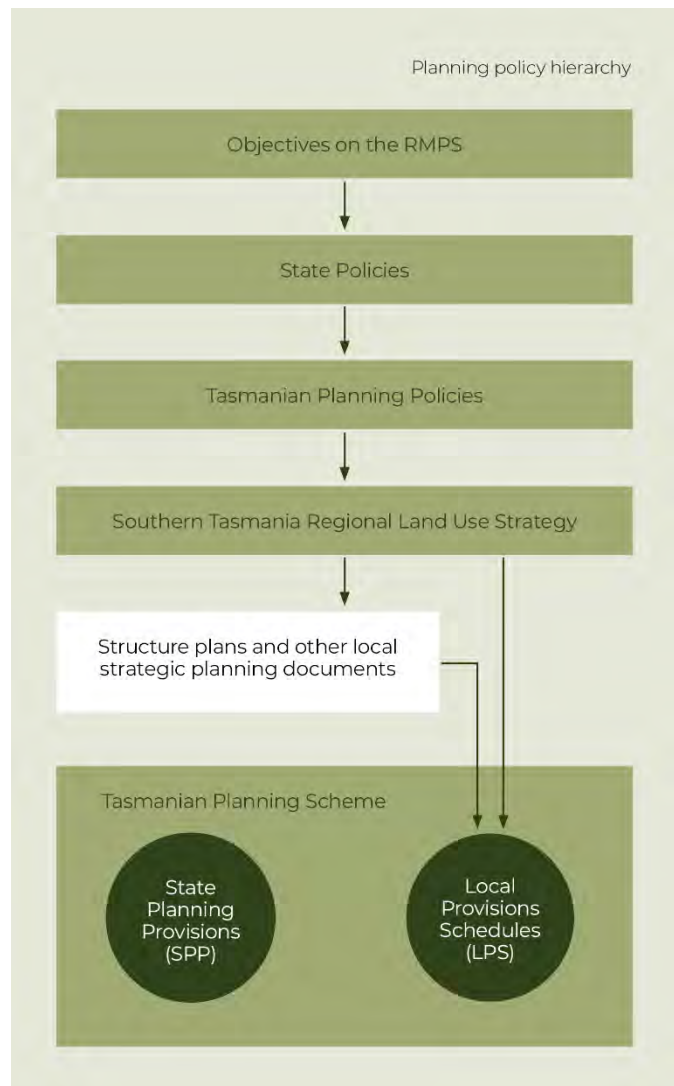 Planning policy hierarchy
Objectives on the RMPS
State Policies
Tasmanian Planning Policies
Southern Tasmania Regional Land Use Strategy
Structure plans and other local
strategic planning documents
Tasmanian Planning Scheme
State
Planning
Provisions
(SPP)
Local
Provisions
Schedules
(LPS)